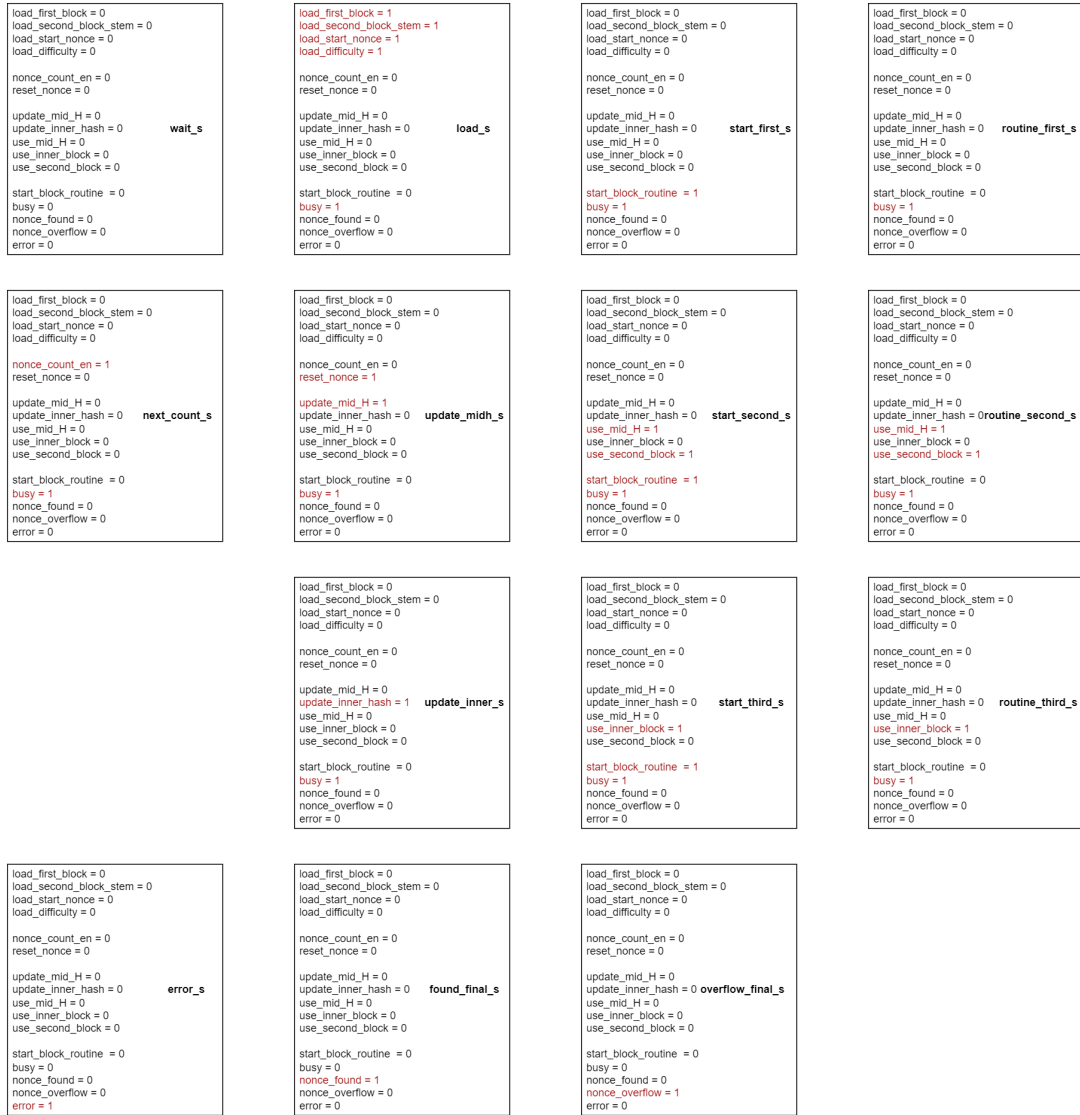 load_first_block = 0
load_second_block_stem = 0
load_start_nonce = 0
load_difficulty = 0
nonce_count_en = 0
reset_nonce = 0
update_mid_H = 0
update_inner_hash = 0 wait_s
use_mid_H = 0
use_inner_block = 0
use_second_block = 0
start_block_routine = 0
busy = 0
nonce_found = 0
nonce_overflow = 0
error = 0
load_first_block = 1
load_second_block_stem = 1
load_start_nonce = 1
load_difficulty = 1
nonce_count_en = 0
reset_nonce = 0
update_mid_H = 0
update_inner_hash = 0 load_s
use_mid_H = 0
use_inner_block = 0
use_second_block = 0
start_block_routine = 0
busy = 1
nonce_found = 0
nonce_overflow = 0
error = 0
load_first_block = 0
load_second_block_stem = 0
load_start_nonce = 0
load_difficulty = 0
nonce_count_en = 0
reset_nonce = 0
update_mid_H = 0
update_inner_hash = 0 start_first_s
use_mid_H = 0
use_inner_block = 0
use_second_block = 0
start_block_routine = 1
busy = 1
nonce_found = 0
nonce_overflow = 0
error = 0
load_first_block = 0
load_second_block_stem = 0
load_start_nonce = 0
load_difficulty = 0
nonce_count_en = 0
reset_nonce = 0
update_mid_H = 0
update_inner_hash = 0 routine_first_s
use_mid_H = 0
use_inner_block = 0
use_second_block = 0
start_block_routine = 0
busy = 1
nonce_found = 0
nonce_overflow = 0
error = 0
load_first_block = 0
load_second_block_stem = 0
load_start_nonce = 0
load_difficulty = 0
nonce_count_en = 1
reset_nonce = 0
update_mid_H = 0
update_inner_hash = 0 next_count_s
use_mid_H = 0
use_inner_block = 0
use_second_block = 0
start_block_routine = 0
busy = 1
nonce_found = 0
nonce_overflow = 0
error = 0
load_first_block = 0
load_second_block_stem = 0
load_start_nonce = 0
load_difficulty = 0
nonce_count_en = 0
reset_nonce = 1
update_mid_H = 1
update_inner_hash = 0 update_midh_s
use_mid_H = 0
use_inner_block = 0
use_second_block = 0
start_block_routine = 0
busy = 1
nonce_found = 0
nonce_overflow = 0
error = 0
load_first_block = 0
load_second_block_stem = 0
load_start_nonce = 0
load_difficulty = 0
nonce_count_en = 0
reset_nonce = 0
update_mid_H = 0
update_inner_hash = 0 start_second_s
use_mid_H = 1
use_inner_block = 0
use_second_block = 1
start_block_routine = 1
busy = 1
nonce_found = 0
nonce_overflow = 0
error = 0
load_first_block = 0
load_second_block_stem = 0
load_start_nonce = 0
load_difficulty = 0
nonce_count_en = 0
reset_nonce = 0
update_mid_H = 0
update_inner_hash = 0routine_second_s
use_mid_H = 1
use_inner_block = 0
use_second_block = 1
start_block_routine = 0
busy = 1
nonce_found = 0
nonce_overflow = 0
error = 0
load_first_block = 0
load_second_block_stem = 0
load_start_nonce = 0
load_difficulty = 0
nonce_count_en = 0
reset_nonce = 0
update_mid_H = 0
update_inner_hash = 1 update_inner_s
use_mid_H = 0
use_inner_block = 0
use_second_block = 0
start_block_routine = 0
busy = 1
nonce_found = 0
nonce_overflow = 0
error = 0
load_first_block = 0
load_second_block_stem = 0
load_start_nonce = 0
load_difficulty = 0
nonce_count_en = 0
reset_nonce = 0
update_mid_H = 0
update_inner_hash = 0 start_third_s
use_mid_H = 0
use_inner_block = 1
use_second_block = 0
start_block_routine = 1
busy = 1
nonce_found = 0
nonce_overflow = 0
error = 0
load_first_block = 0
load_second_block_stem = 0
load_start_nonce = 0
load_difficulty = 0
nonce_count_en = 0
reset_nonce = 0
update_mid_H = 0
update_inner_hash = 0 routine_third_s
use_mid_H = 0
use_inner_block = 1
use_second_block = 0
start_block_routine = 0
busy = 1
nonce_found = 0
nonce_overflow = 0
error = 0
load_first_block = 0
load_second_block_stem = 0
load_start_nonce = 0
load_difficulty = 0
nonce_count_en = 0
reset_nonce = 0
update_mid_H = 0
update_inner_hash = 0 error_s
use_mid_H = 0
use_inner_block = 0
use_second_block = 0
start_block_routine = 0
busy = 0
nonce_found = 0
nonce_overflow = 0
error = 1
load_first_block = 0
load_second_block_stem = 0
load_start_nonce = 0
load_difficulty = 0
nonce_count_en = 0
reset_nonce = 0
update_mid_H = 0
update_inner_hash = 0 found_final_s
use_mid_H = 0
use_inner_block = 0
use_second_block = 0
start_block_routine = 0
busy = 0
nonce_found = 1
nonce_overflow = 0
error = 0
load_first_block = 0
load_second_block_stem = 0
load_start_nonce = 0
load_difficulty = 0
nonce_count_en = 0
reset_nonce = 0
update_mid_H = 0
update_inner_hash = 0 overflow_final_s
use_mid_H = 0
use_inner_block = 0
use_second_block = 0
start_block_routine = 0
busy = 0
nonce_found = 0
nonce_overflow = 1
error = 0